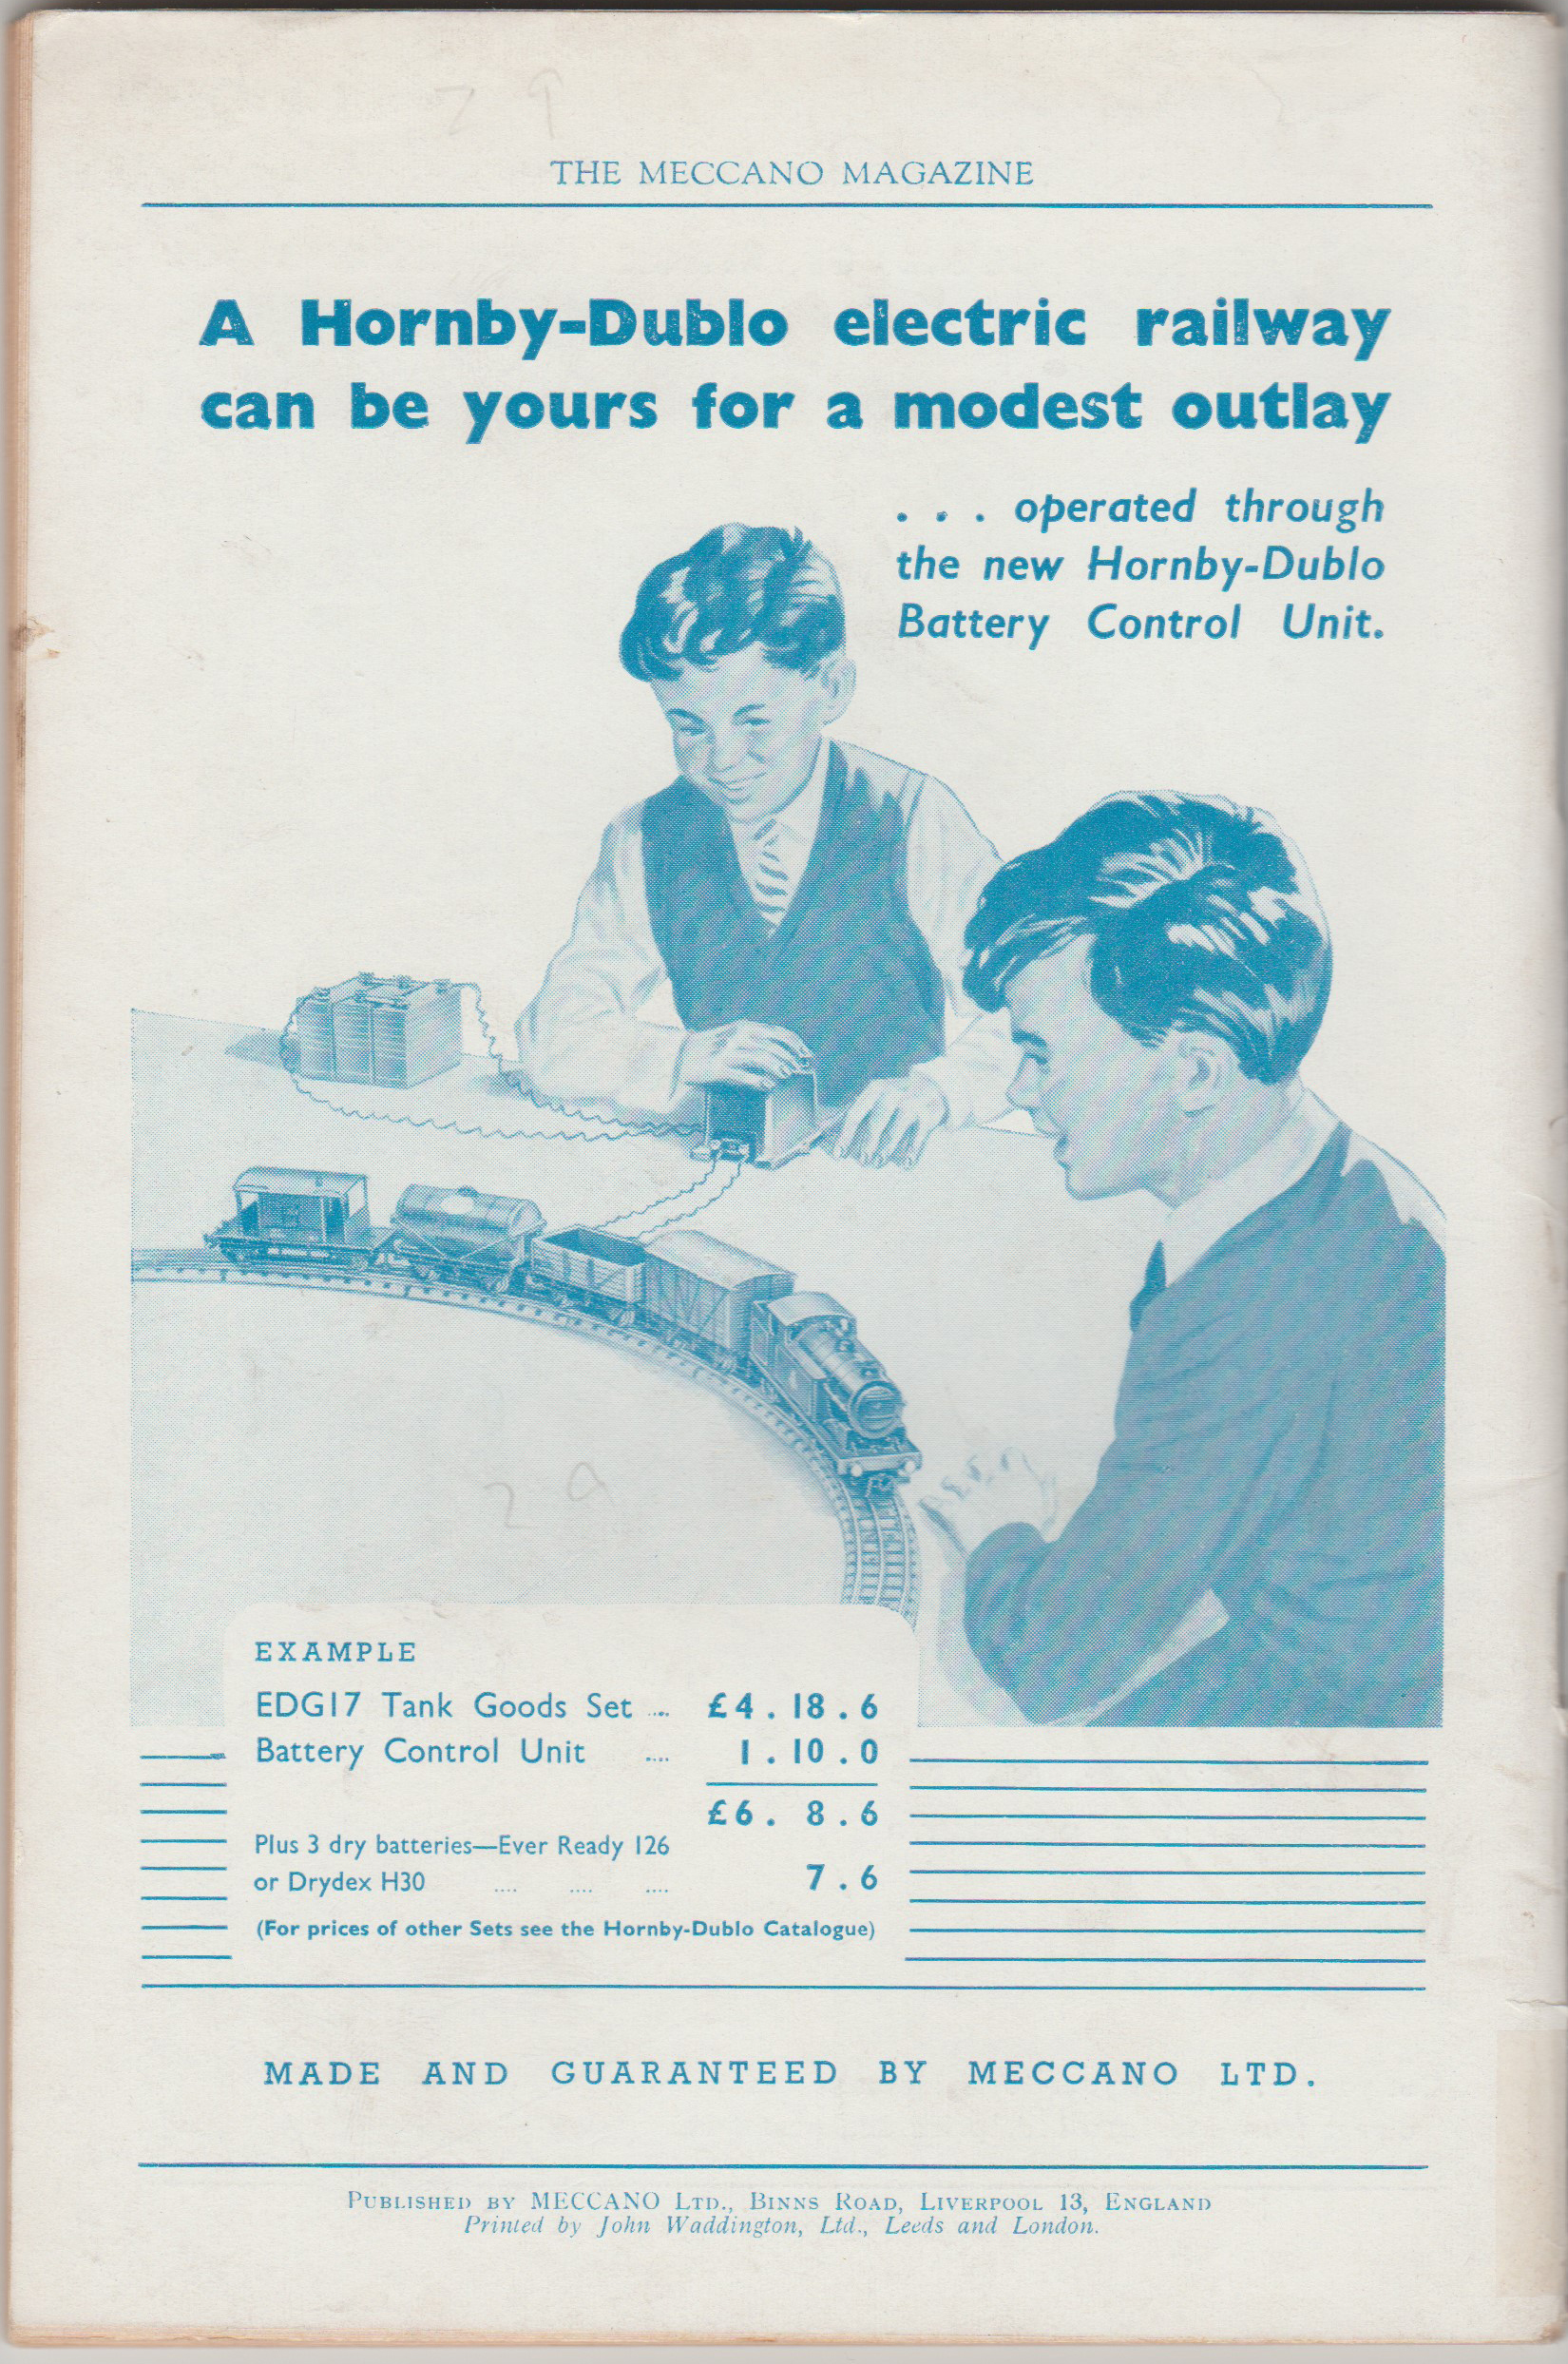 THE MECCANO MAGAZINE
A Hornby-Dublo electric railway
can be yours for a modest outlay
. . . operated through
the new Hornby-Dublo
Battery Control Unit.
EXAMPLE
EDG17 Tank Goods Set ... £4 . 18 . 6
Battery Control Unit .... 1 . 10 . 0
£6 . 8 . 6
Plus 3 dry batteries—Ever Ready 126
or Drydex H30 .... .... .... 7 . 6
(For prices of other Sets see the Hornby-Dublo Catalogue)
MADE AND GUARANTEED BY MECCANO LTD.
PUBLISHED BY MECCANO LTD., BINNS ROAD, LIVERPOOL 13, ENGLAND
Printed by John Waddington, Ltd., Leeds and London.